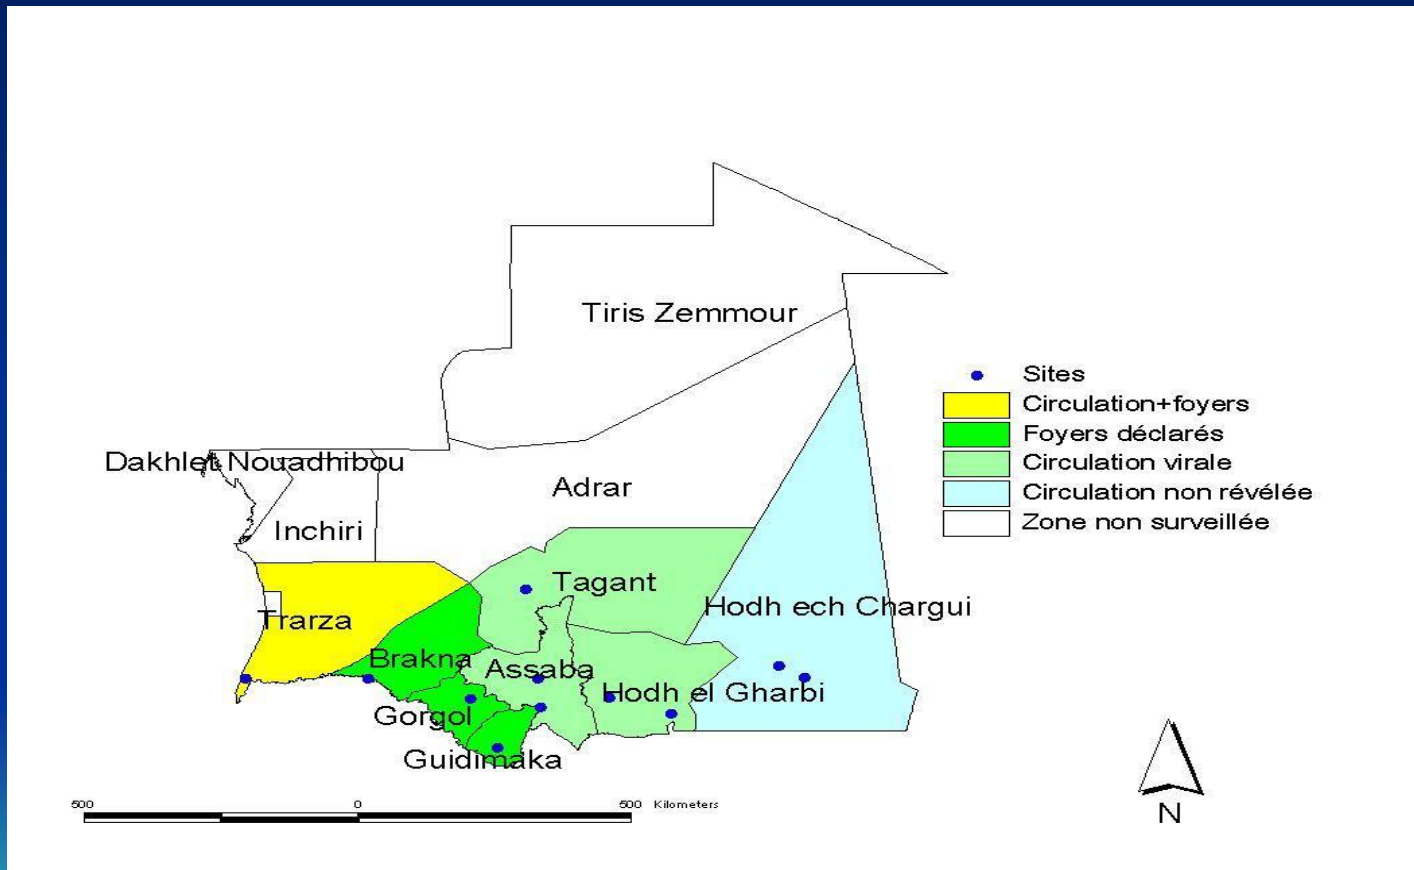 Tiris Zemmour
Sites
Circulation+foyers
Foyers déclarés
Circulation virale
Circulation non révélée
Zone non surveillée
Dakhlet Nouadhibou
Adrar
Inchiri
Tagant
Hodh ech Chargui
Trarza
Brakna
Assaba
Hodh el Gharbi
Gorgol
Guidimaka
500 0 500 Kilometers
N